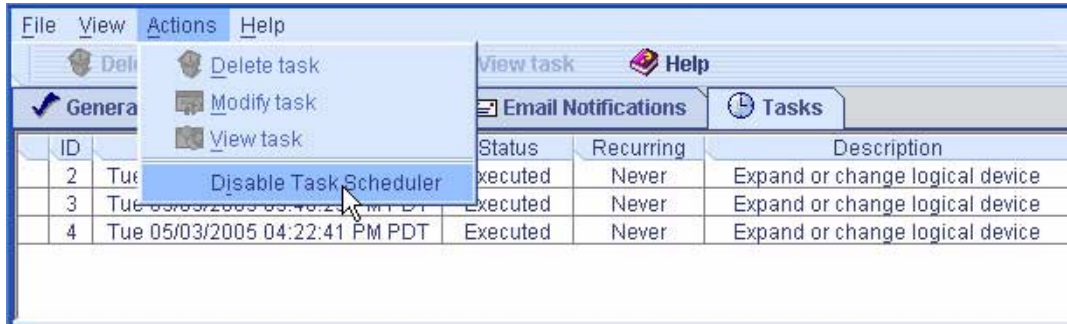 File View Actions Help
Delete task
Modify task
View task
Disable Task Scheduler
View task Help
Email Notifications Tasks
ID Status Recurring Description
2 Tue Executed Never Expand or change logical device
3 Tue Executed Never Expand or change logical device
4 Tue 05/03/2005 04:22:41 PM PDT Executed Never Expand or change logical device